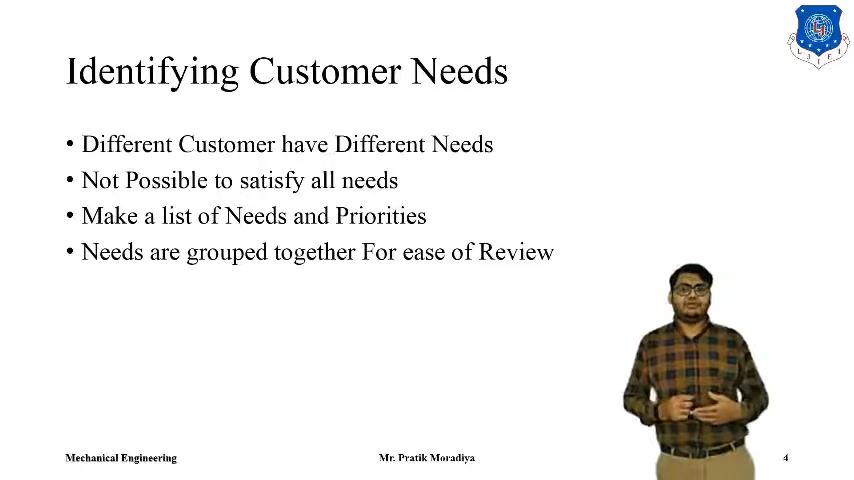 Identifying Customer Needs
• Different Customer have Different Needs
• Not Possible to satisfy all needs
• Make a list of Needs and Priorities
• Needs are grouped together For ease of Review
Mechanical Engineering
Mr. Pratik Moradiya
4